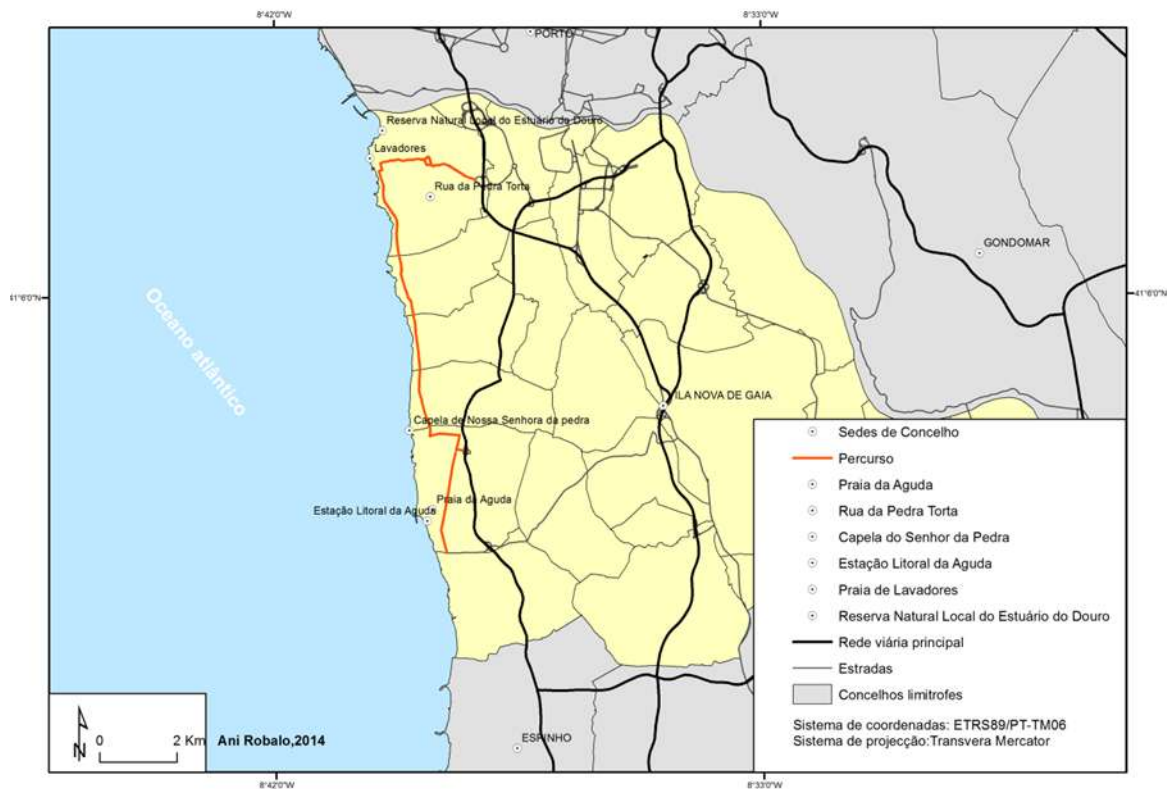 8°42'0"W
8°33'0"W
PORTO
Reserva Natural Local do Estuário do Douro
Lavadores
Rua da Pedra Torta
GONDOMAR
41°6'0"N
41°6'0"N
Oceano atlântico
ILA NOVA DE GAIA
Capela de Nossa Senhora da pedra
Praia da Aguda
Estação Litoral da Aguda
Sedes de Concelho
Percurso
Praia da Aguda
Rua da Pedra Torta
Capela do Senhor da Pedra
Estação Litoral da Aguda
Praia de Lavadores
Reserva Natural Local do Estuário do Douro
Rede viária principal
Estradas
Concelhos limitrofes
Sistema de coordenadas: ETRS89/PT-TM06
Sistema de projecção:Transvera Mercator
N
0 2 Km
Ani Robalo,2014
ESPINHO
8°42'0"W
8°33'0"W